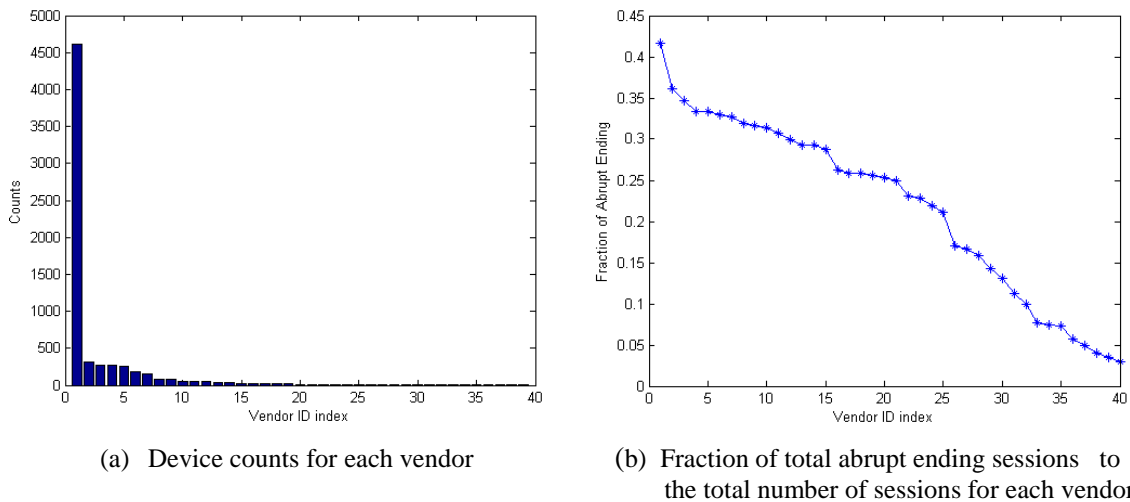 5000
4500
4000
3500
3000
2500
2000
1500
1000
500
0
Counts
0 5 10 15 20 25 30 35 40
Vendor ID index
(a) Device counts for each vendor
0.45
0.4
0.35
0.3
0.25
0.2
0.15
0.1
0.05
0
Fraction of Abrupt Ending
0 5 10 15 20 25 30 35 40
Vendor ID index
(b) Fraction of total abrupt ending sessions to
the total number of sessions for each vendor